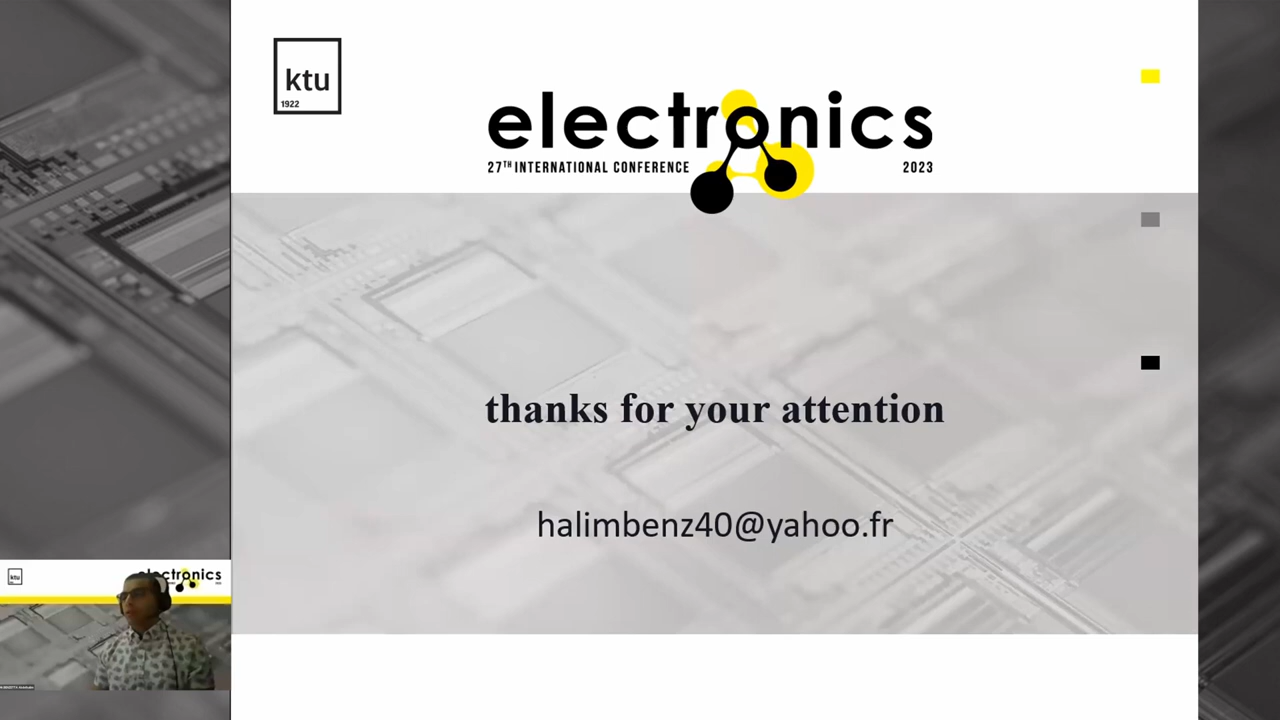 ktu
1922
electronics
27TH INTERNATIONAL CONFERENCE 2023
thanks for your attention
halimbenz40@yahoo.fr
ktu
electronics